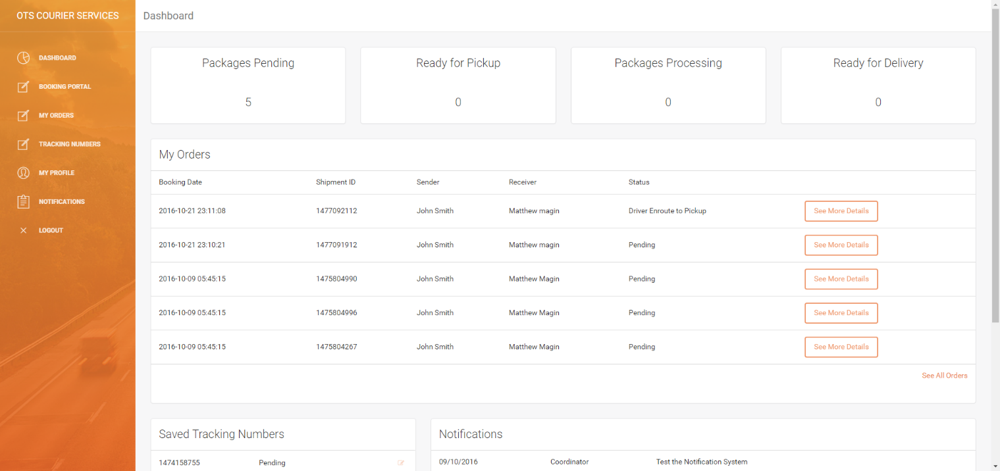 OTS COURIER SERVICES
Dashboard
DASHBOARD
BOOKING PORTAL
MY ORDERS
TRACKING NUMBERS
MY PROFILE
NOTIFICATIONS
LOGOUT
Packages Pending
5
Ready for Pickup
0
Packages Processing
0
Ready for Delivery
0
My Orders
Booking Date Shipment ID Sender Receiver Status
2016-10-21 23:11:08 1477092112 John Smith Matthew magin Driver Enroute to Pickup See More Details
2016-10-21 23:10:21 1477091912 John Smith Matthew magin Pending See More Details
2016-10-09 05:45:15 1475804990 John Smith Matthew Magin Pending See More Details
2016-10-09 05:45:15 1475804996 John Smith Matthew Magin Pending See More Details
2016-10-09 05:45:15 1475804267 John Smith Matthew Magin Pending See More Details
See All Orders
Saved Tracking Numbers
1474158755 Pending
Notifications
09/10/2016 Coordinator Test the Notification System